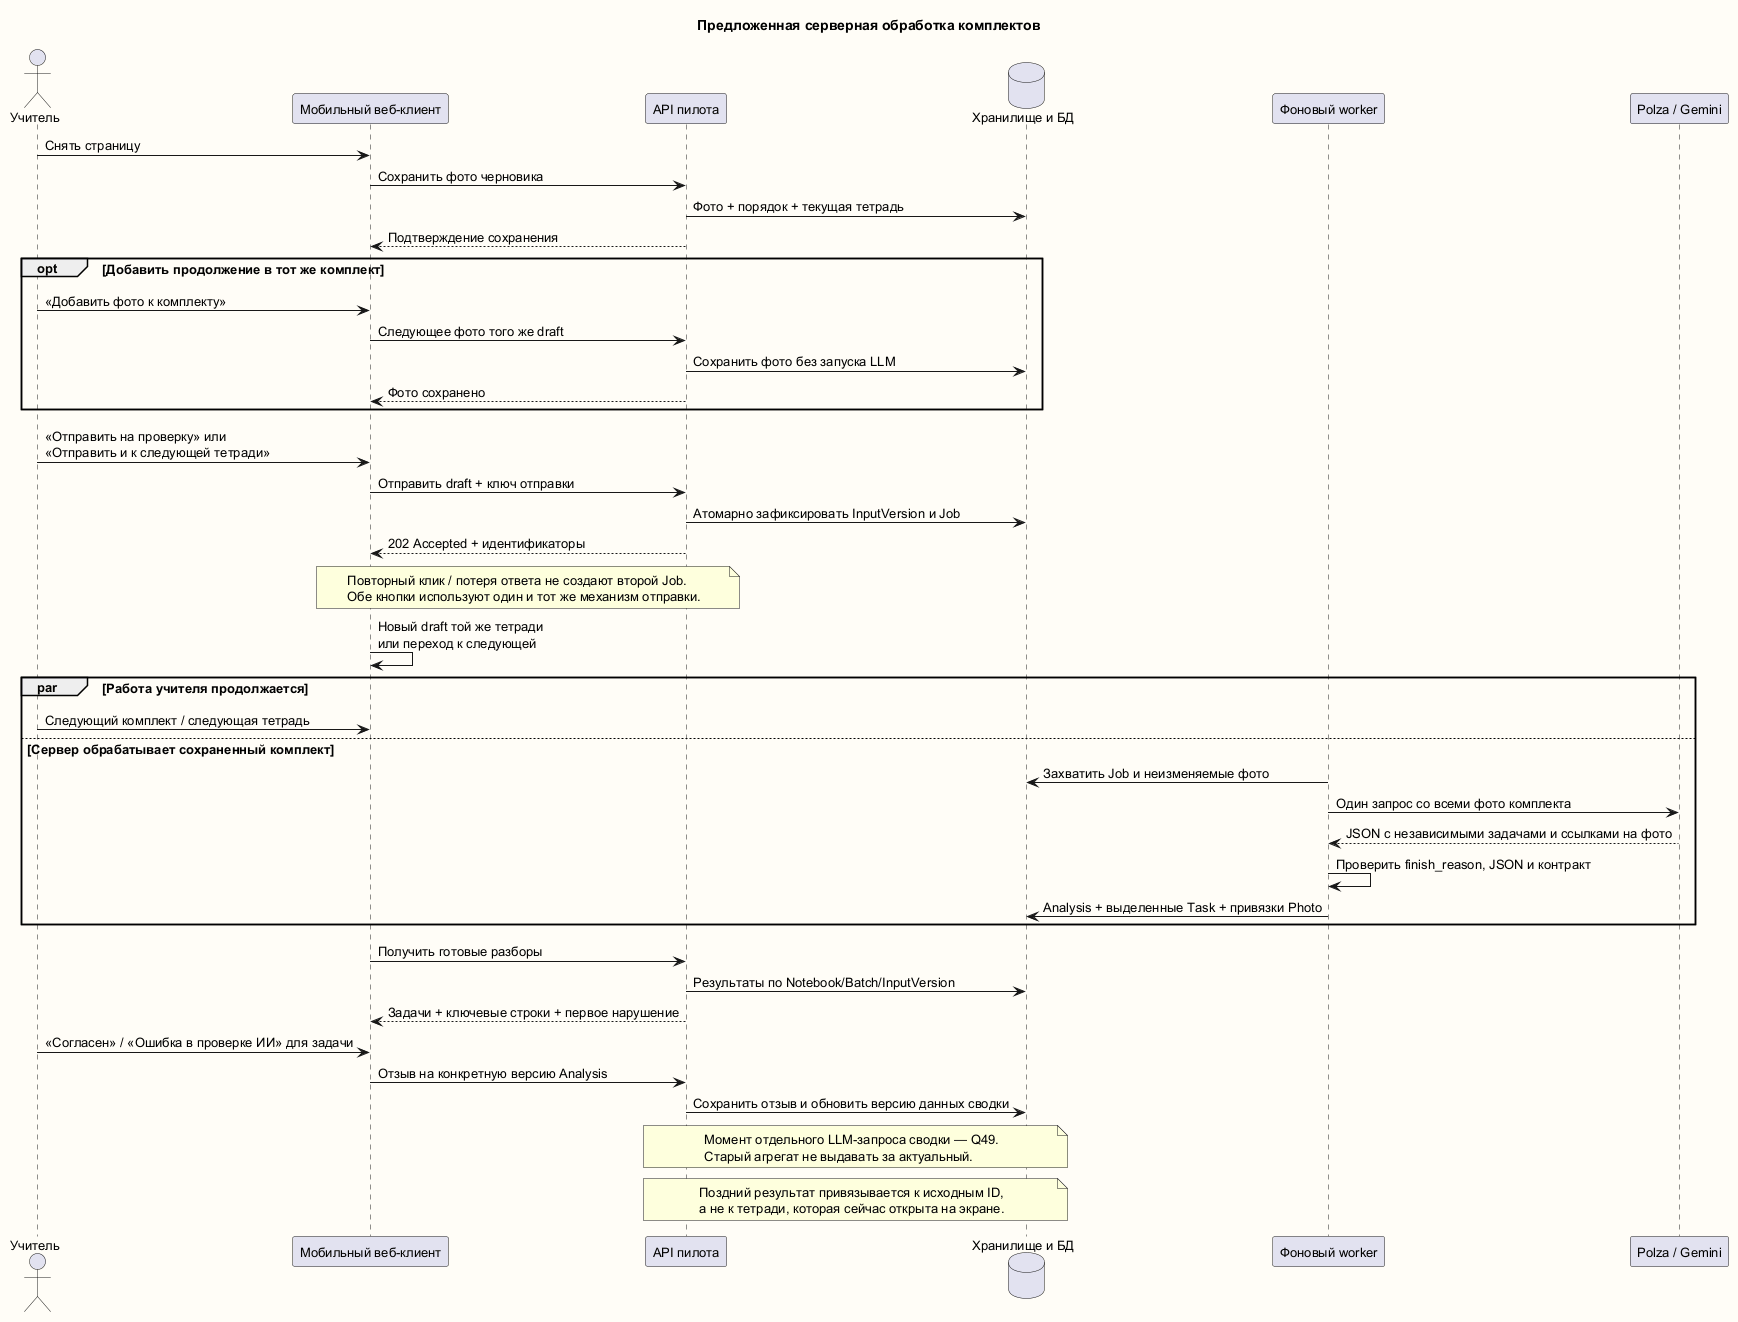 Предложенная серверная обработка комплектов
Учитель
Мобильный веб-клиент
API пилота
Хранилище и БД
Фоновый worker
Polza / Gemini
Снять страницу
Сохранить фото черновика
Фото + порядок + текущая тетрадь
Подтверждение сохранения
opt
[Добавить продолжение в тот же комплект]
«Добавить фото к комплекту»
Следующее фото того же draft
Сохранить фото без запуска LLM
Фото сохранено
«Отправить на проверку» или
«Отправить и к следующей тетради»
Отправить draft + ключ отправки
Атомарно зафиксировать InputVersion и Job
202 Accepted + идентификаторы
Повторный клик / потеря ответа не создают второй Job.
Обе кнопки используют один и тот же механизм отправки.
Новый draft той же тетради
или переход к следующей
par
[Работа учителя продолжается]
Следующий комплект / следующая тетрадь
[Сервер обрабатывает сохраненный комплект]
Захватить Job и неизменяемые фото
Один запрос со всеми фото комплекта
JSON с независимыми задачами и ссылками на фото
Проверить finish_reason, JSON и контракт
Analysis + выделенные Task + привязки Photo
Получить готовые разборы
Результаты по Notebook/Batch/InputVersion
Задачи + ключевые строки + первое нарушение
«Согласен» / «Ошибка в проверке ИИ» для задачи
Отзыв на конкретную версию Analysis
Сохранить отзыв и обновить версию данных сводки
Момент отдельного LLM-запроса сводки — Q49.
Старый агрегат не выдавать за актуальный.
Поздний результат привязывается к исходным ID,
а не к тетради, которая сейчас открыта на экране.
Учитель
Мобильный веб-клиент
API пилота
Хранилище и БД
Фоновый worker
Polza / Gemini